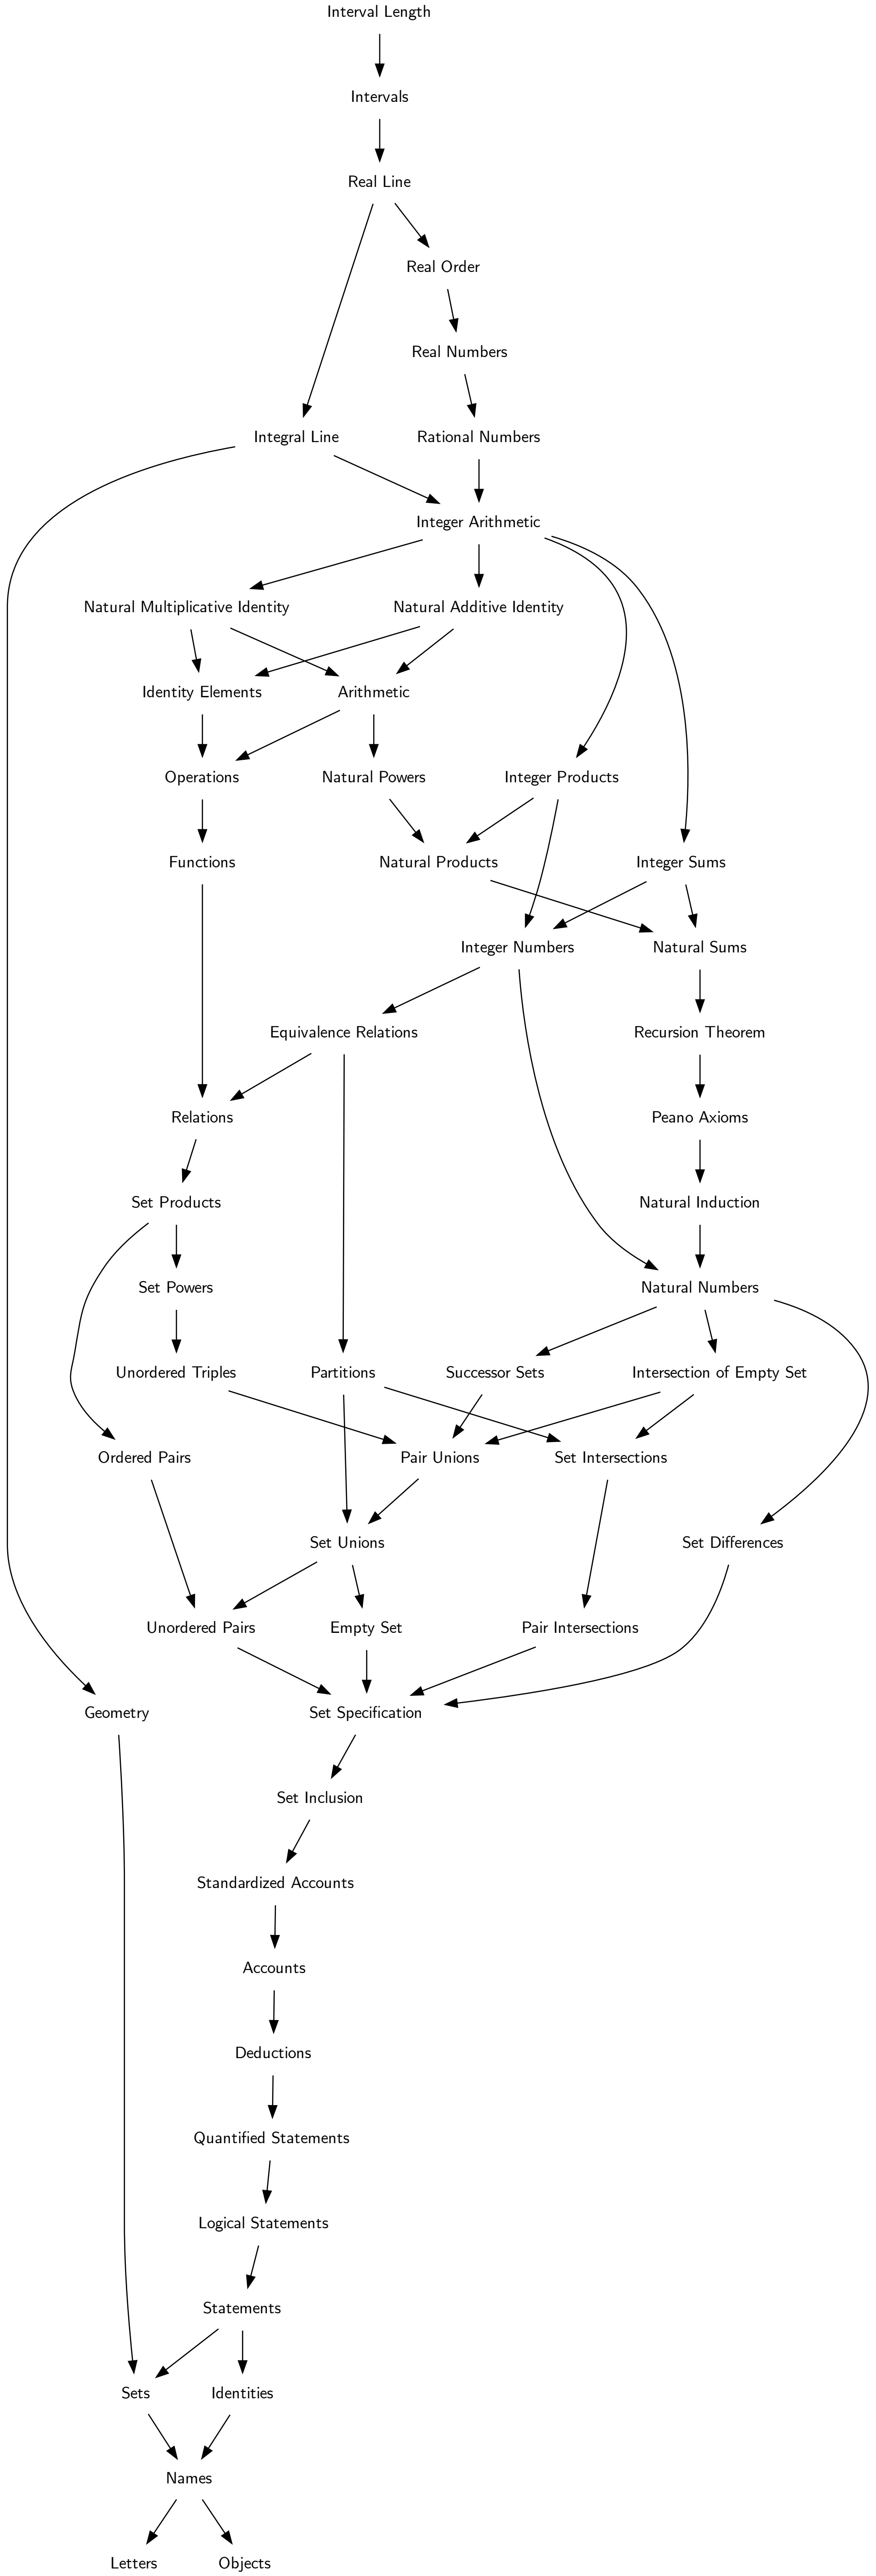 Interval Length
Intervals
Real Line
Real Order
Real Numbers
Integral Line
Rational Numbers
Integer Arithmetic
Natural Multiplicative Identity
Natural Additive Identity
Identity Elements
Arithmetic
Operations
Natural Powers
Integer Products
Functions
Natural Products
Integer Sums
Integer Numbers
Natural Sums
Equivalence Relations
Recursion Theorem
Relations
Peano Axioms
Set Products
Natural Induction
Set Powers
Natural Numbers
Unordered Triples
Partitions
Successor Sets
Intersection of Empty Set
Ordered Pairs
Pair Unions
Set Intersections
Set Unions
Set Differences
Unordered Pairs
Empty Set
Pair Intersections
Geometry
Set Specification
Set Inclusion
Standardized Accounts
Accounts
Deductions
Quantified Statements
Logical Statements
Statements
Sets
Identities
Names
Letters
Objects